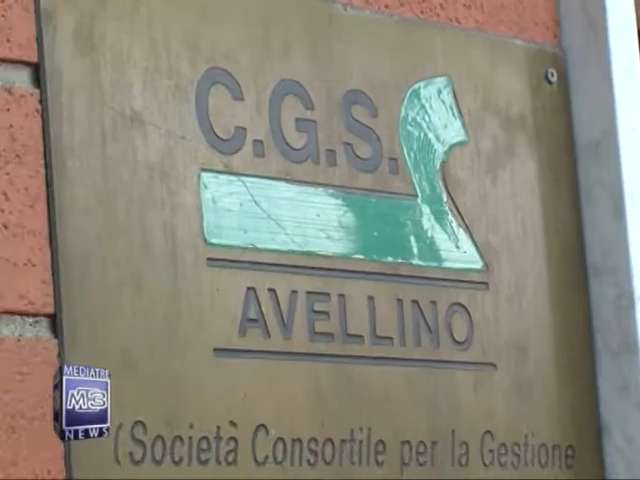 C.G.S.
AVELLINO
(Società Consortile per la Gestione
MEDIATRE
M3
NEWS